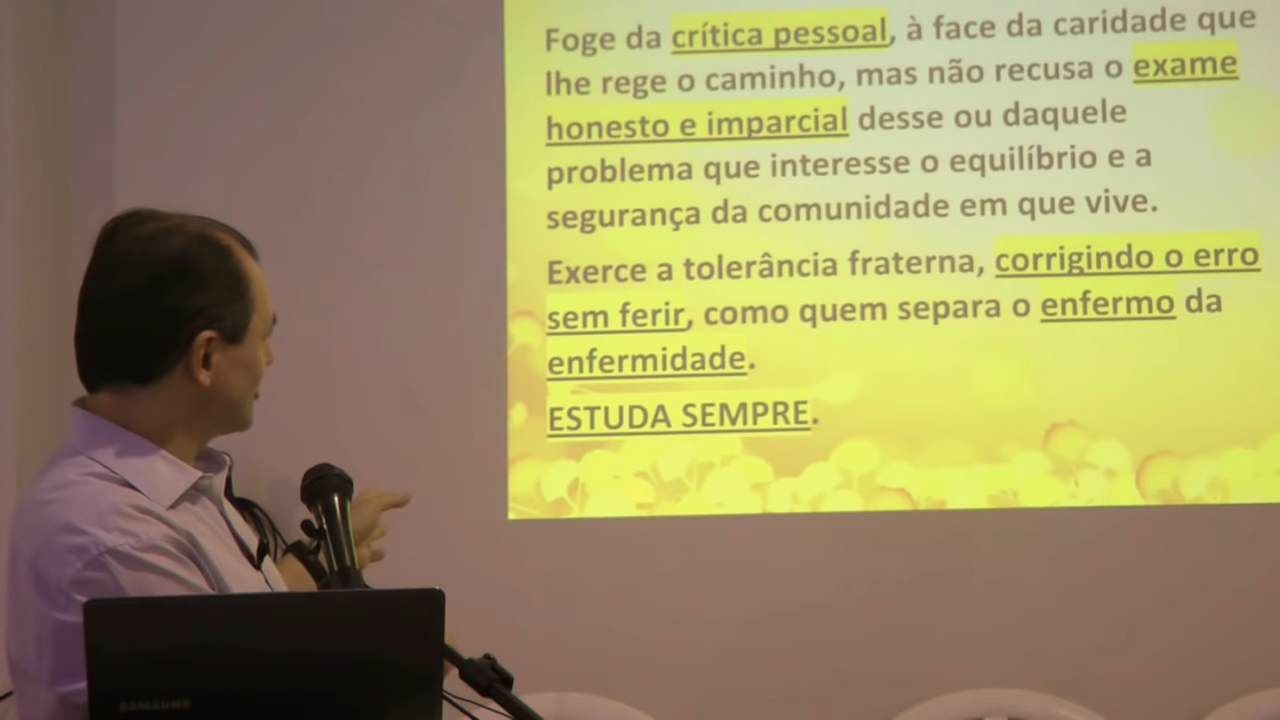 Foge da crítica pessoal, à face da caridade que
lhe rege o caminho, mas não recusa o exame
honesto e imparcial desse ou daquele
problema que interesse o equilíbrio e a
segurança da comunidade em que vive.
Exerce a tolerância fraterna, corrigindo o erro
sem ferir, como quem separa o enfermo da
enfermidade.
ESTUDA SEMPRE.
SAMSUNG